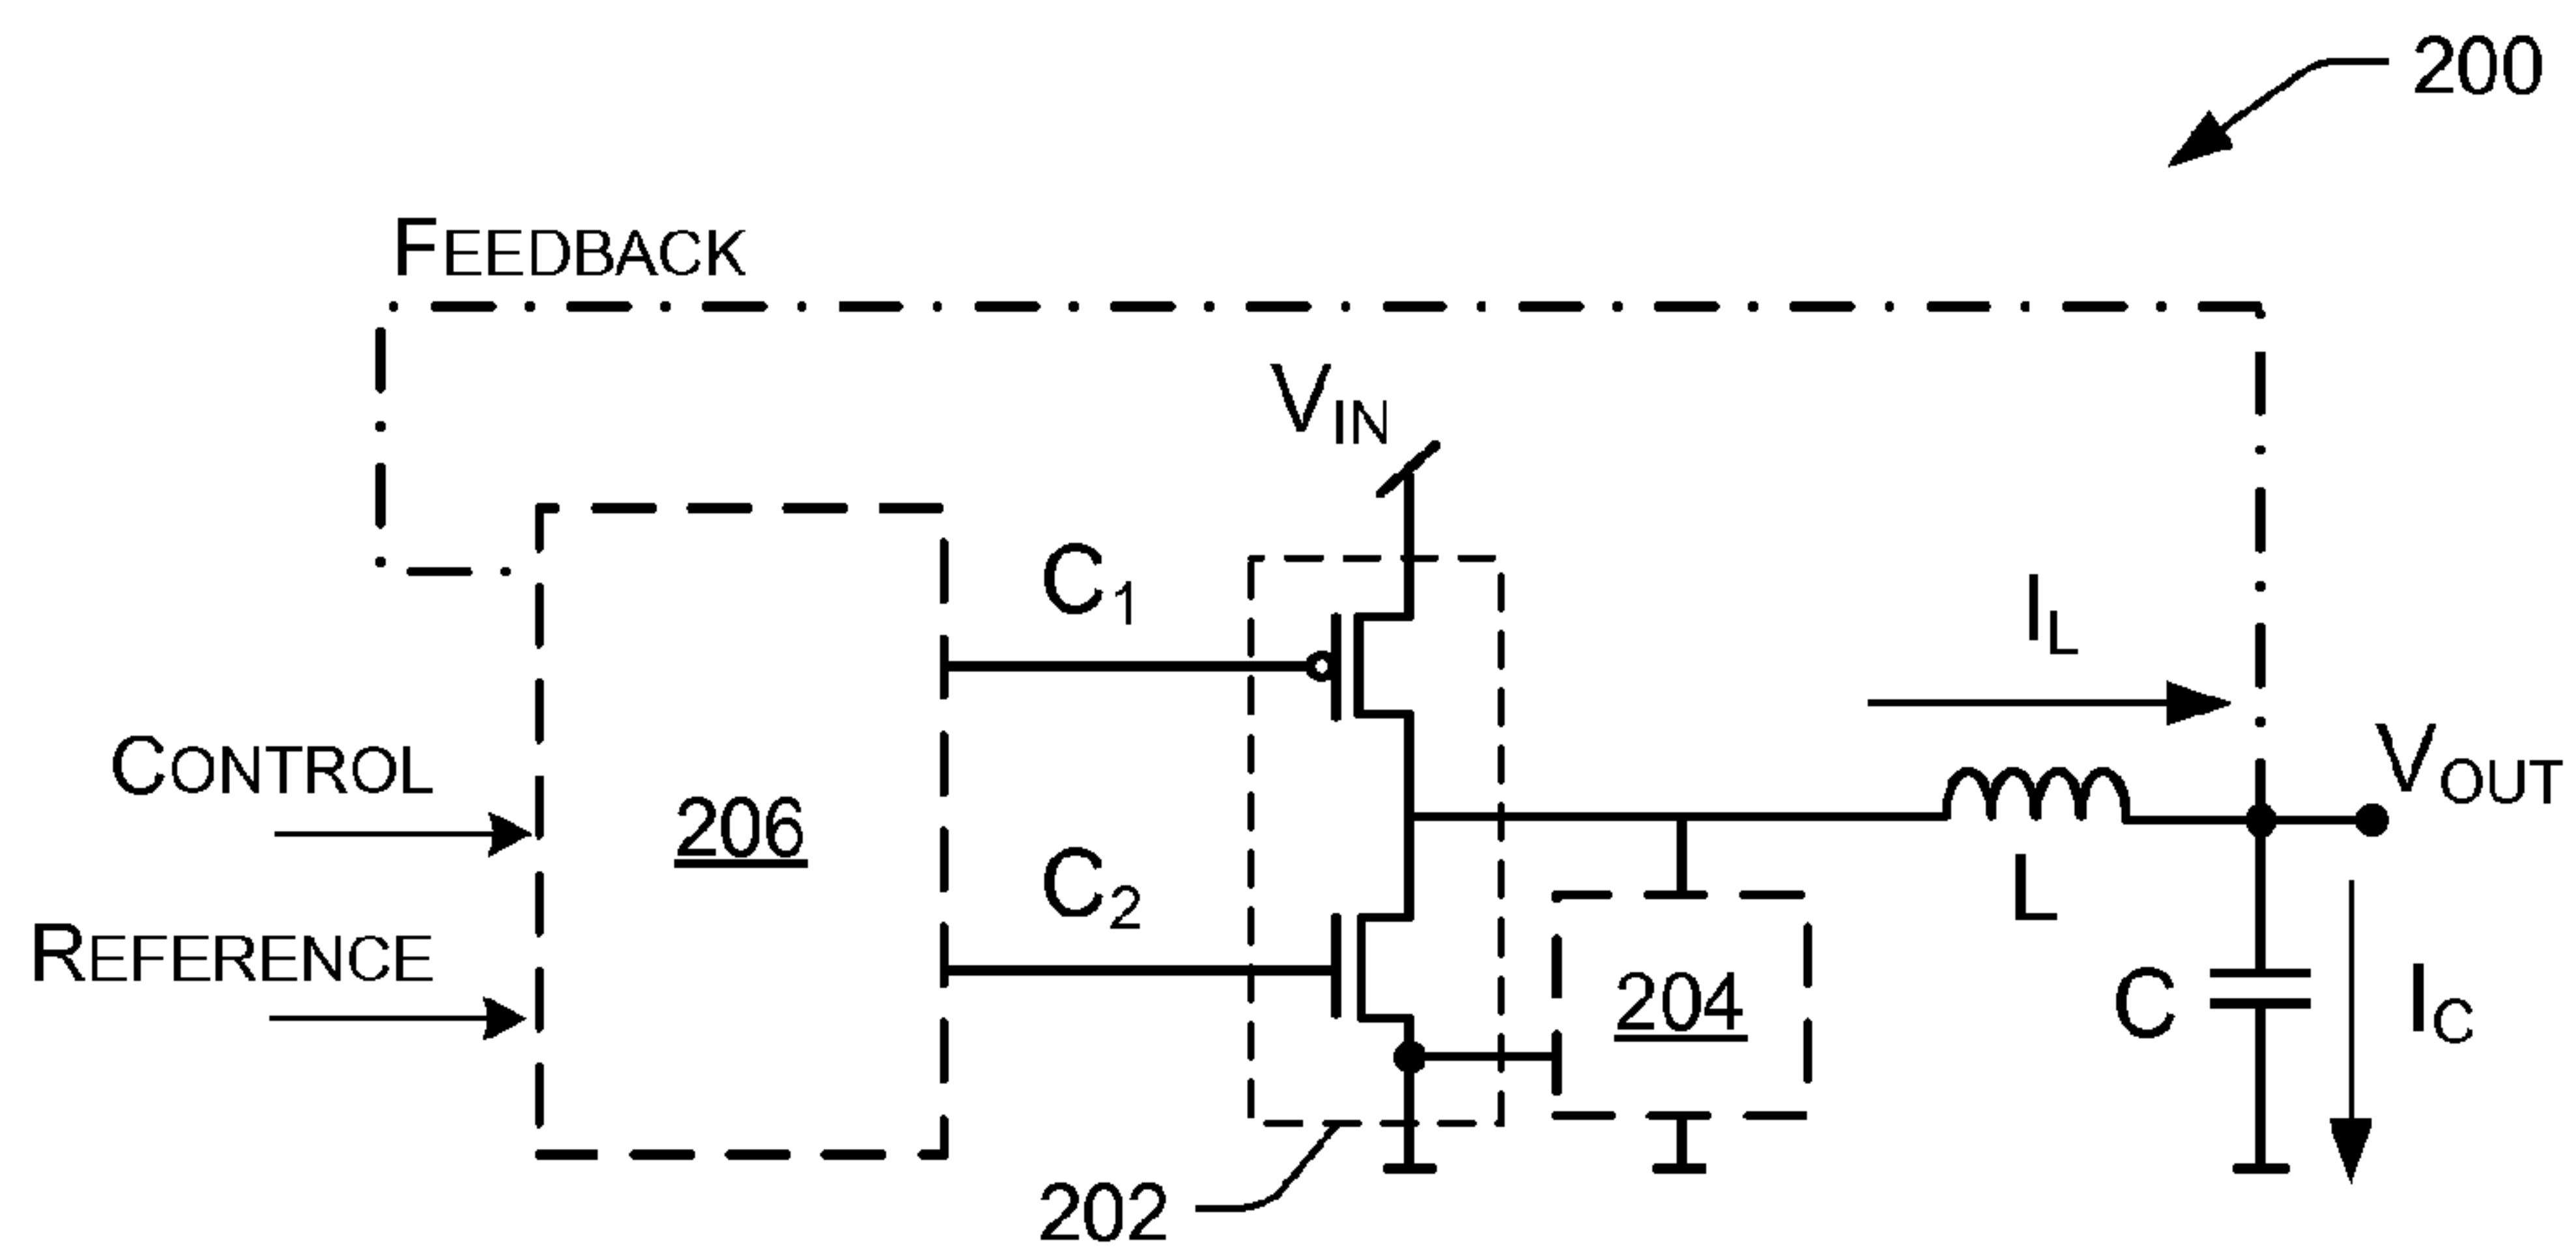 200
FEEDBACK
VIN
C1
IL
CONTROL
VOUT
206
C2
L
REFERENCE
204
C
IC
202